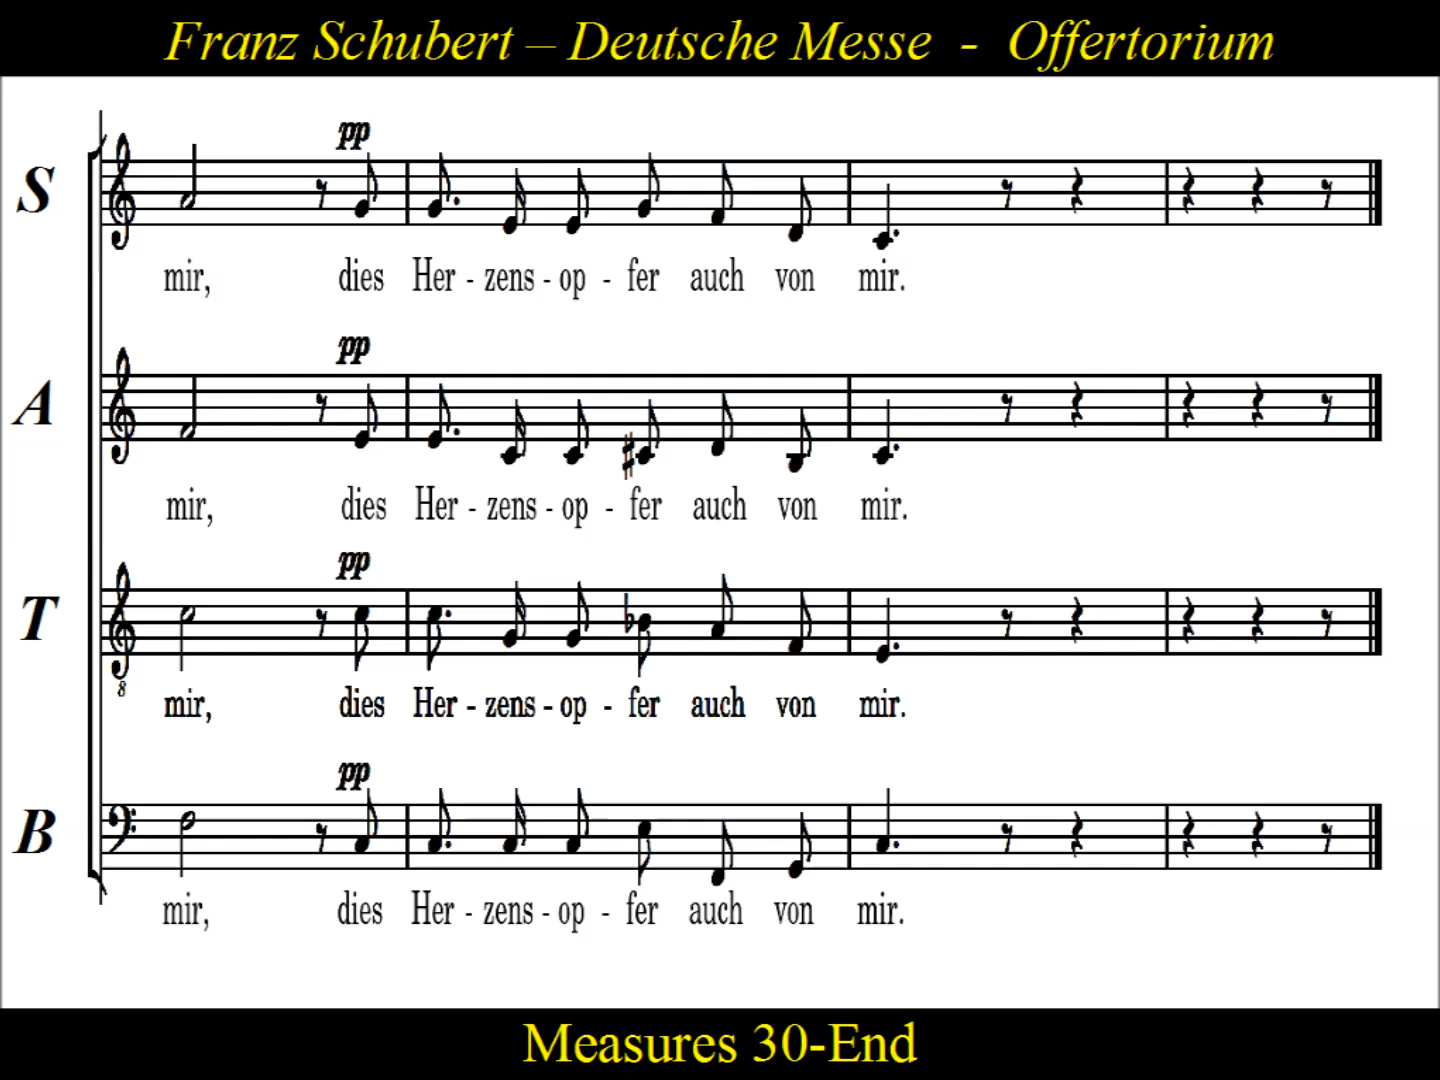 Franz Schubert – Deutsche Messe - Offertorium
pp
S
mir, dies Her - zens - op - fer auch von mir.
pp
A
mir, dies Her - zens - op - fer auch von mir.
pp
T
8
mir, dies Her - zens - op - fer auch von mir.
pp
B
mir, dies Her - zens - op - fer auch von mir.
Measures 30-End